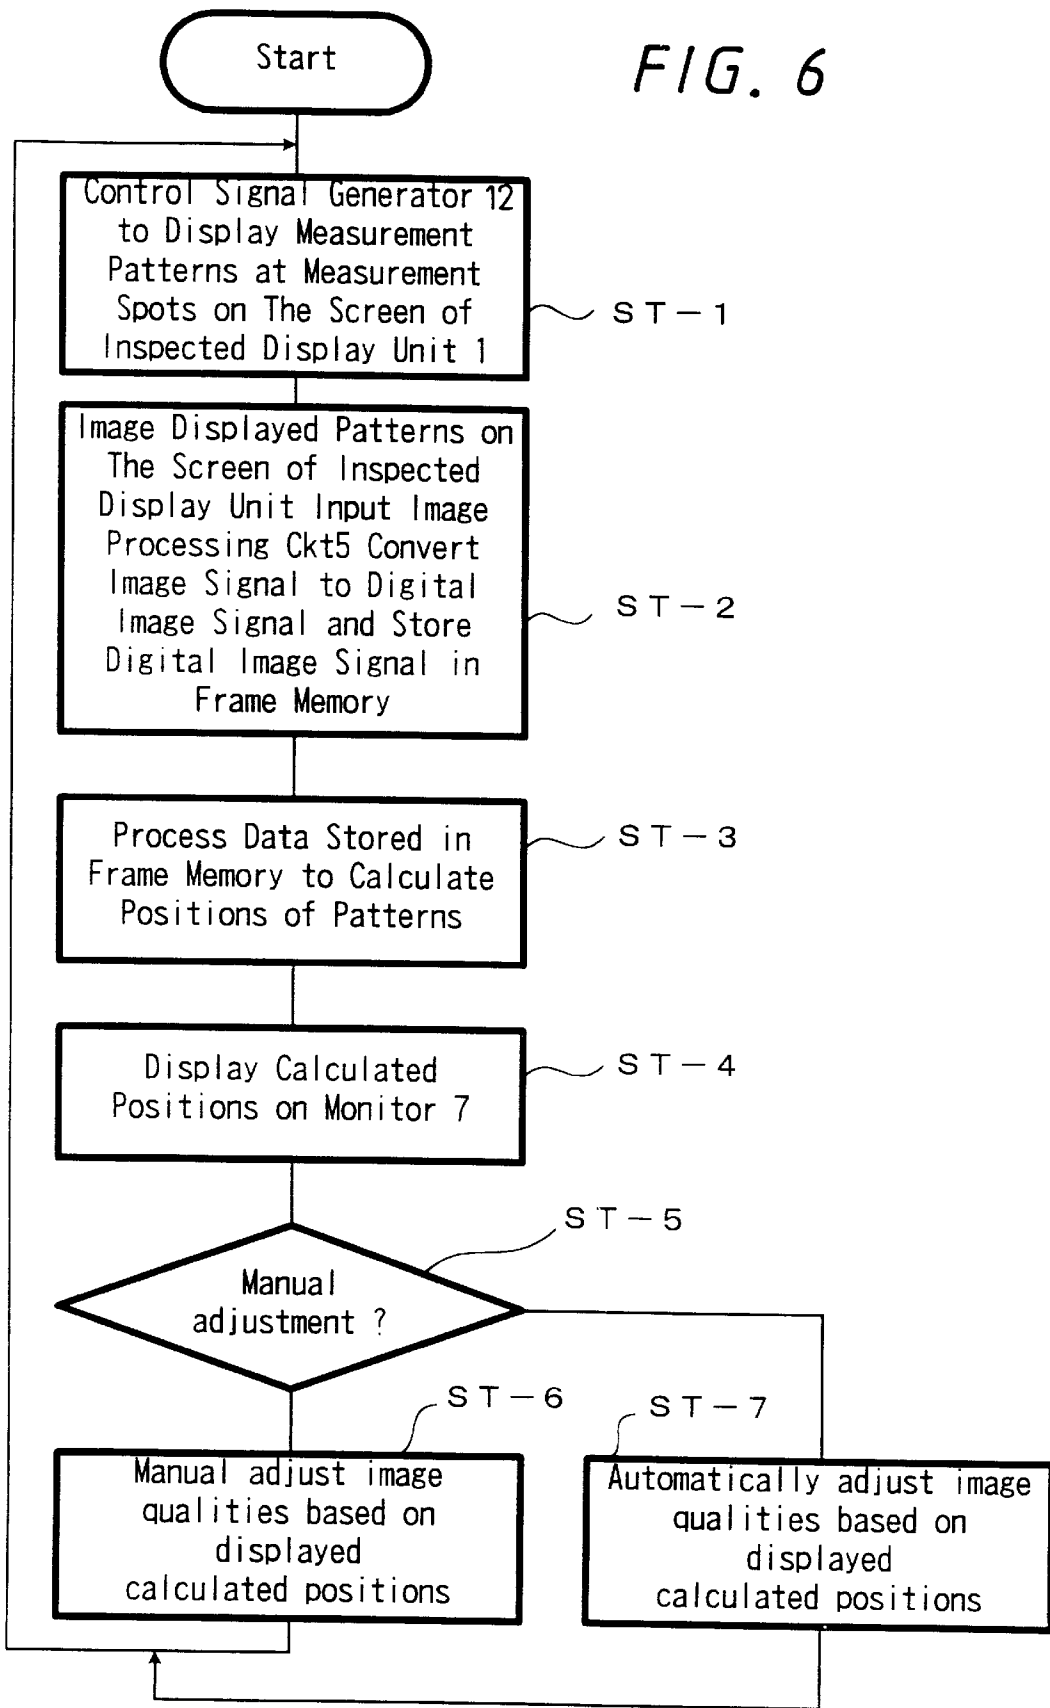 Start
FIG. 6
Control Signal Generator 12
to Display Measurement
Patterns at Measurement
Spots on The Screen of
Inspected Display Unit 1
ST-1
Image Displayed Patterns on
The Screen of Inspected
Display Unit Input Image
Processing Ckt5 Convert
Image Signal to Digital
Image Signal and Store
Digital Image Signal in
Frame Memory
ST-2
Process Data Stored in
Frame Memory to Calculate
Positions of Patterns
ST-3
Display Calculated
Positions on Monitor 7
ST-4
ST-5
Manual
adjustment ?
ST-6
Manual adjust image
qualities based on
displayed
calculated positions
ST-7
Automatically adjust image
qualities based on
displayed
calculated positions